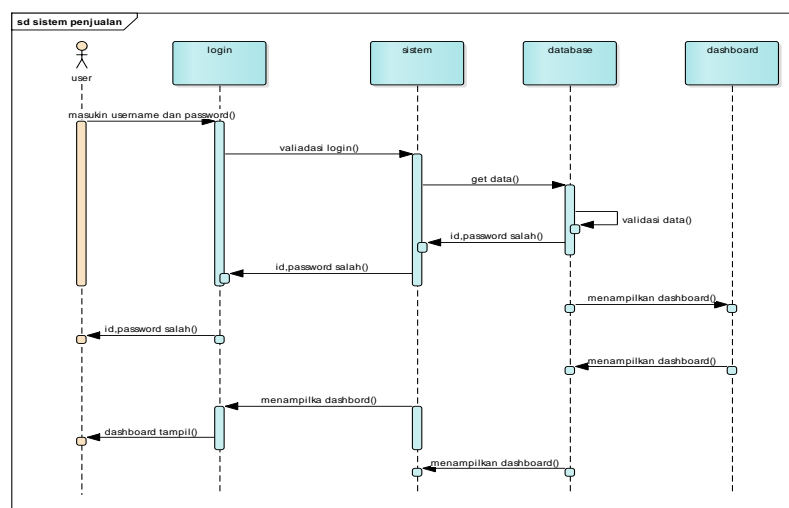 sd sistem penjualan
login
sistem
database
dashboard
user
masukin username dan password()
valiadasi login()
get data()
validasi data()
id,password salah()
id,password salah()
menampilkan dashboard()
id,password salah()
menampilkan dashboard()
menampilka dashbord()
dashboard tampil()
menampilkan dashboard()